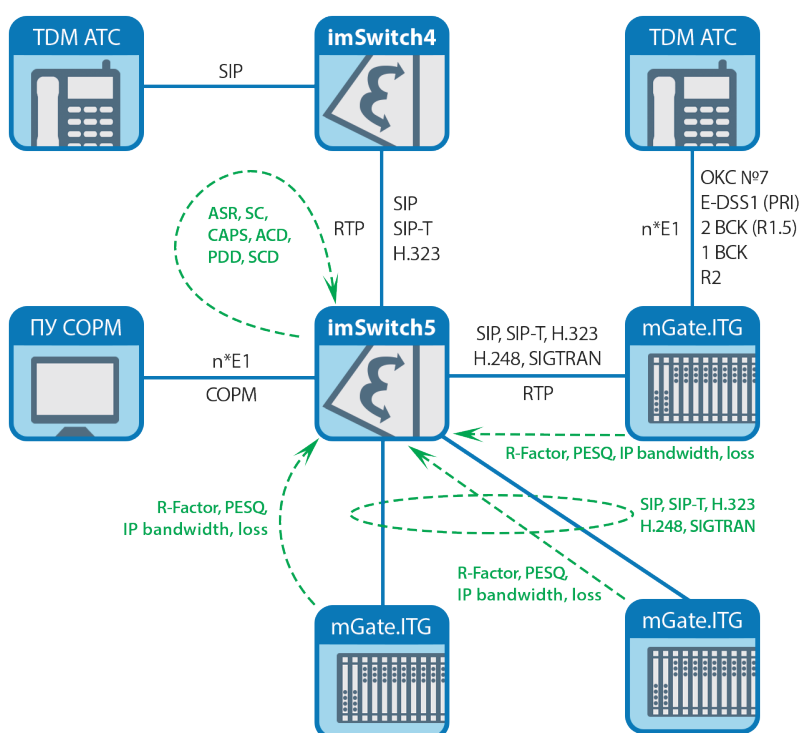 TDM АТС
SIP
imSwitch4
TDM АТС
ASR, SC,
CAPS, ACD,
PDD, SCD
RTP
SIP
SIP-T
H.323
n*E1
ОКС №7
E-DSS1 (PRI)
2 ВСК (R1.5)
1 ВСК
R2
ПУ СОРМ
n*E1
СОРМ
imSwitch5
SIP, SIP-T, H.323
H.248, SIGTRAN
RTP
mGate.ITG
R-Factor, PESQ, IP bandwidth, loss
R-Factor, PESQ,
IP bandwidth, loss
SIP, SIP-T, H.323
H.248, SIGTRAN
R-Factor, PESQ,
IP bandwidth, loss
mGate.ITG
mGate.ITG